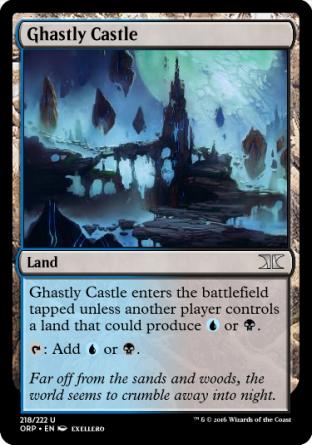 Ghastly Castle
Land
Ghastly Castle enters the battlefield
tapped unless another player controls
a land that could produce or .
: Add or .
Far off from the sands and woods, the
world seems to crumble away into night.
218/222 U
ORP • EN EXELLERO
™ & © 2016 Wizards of the Coast